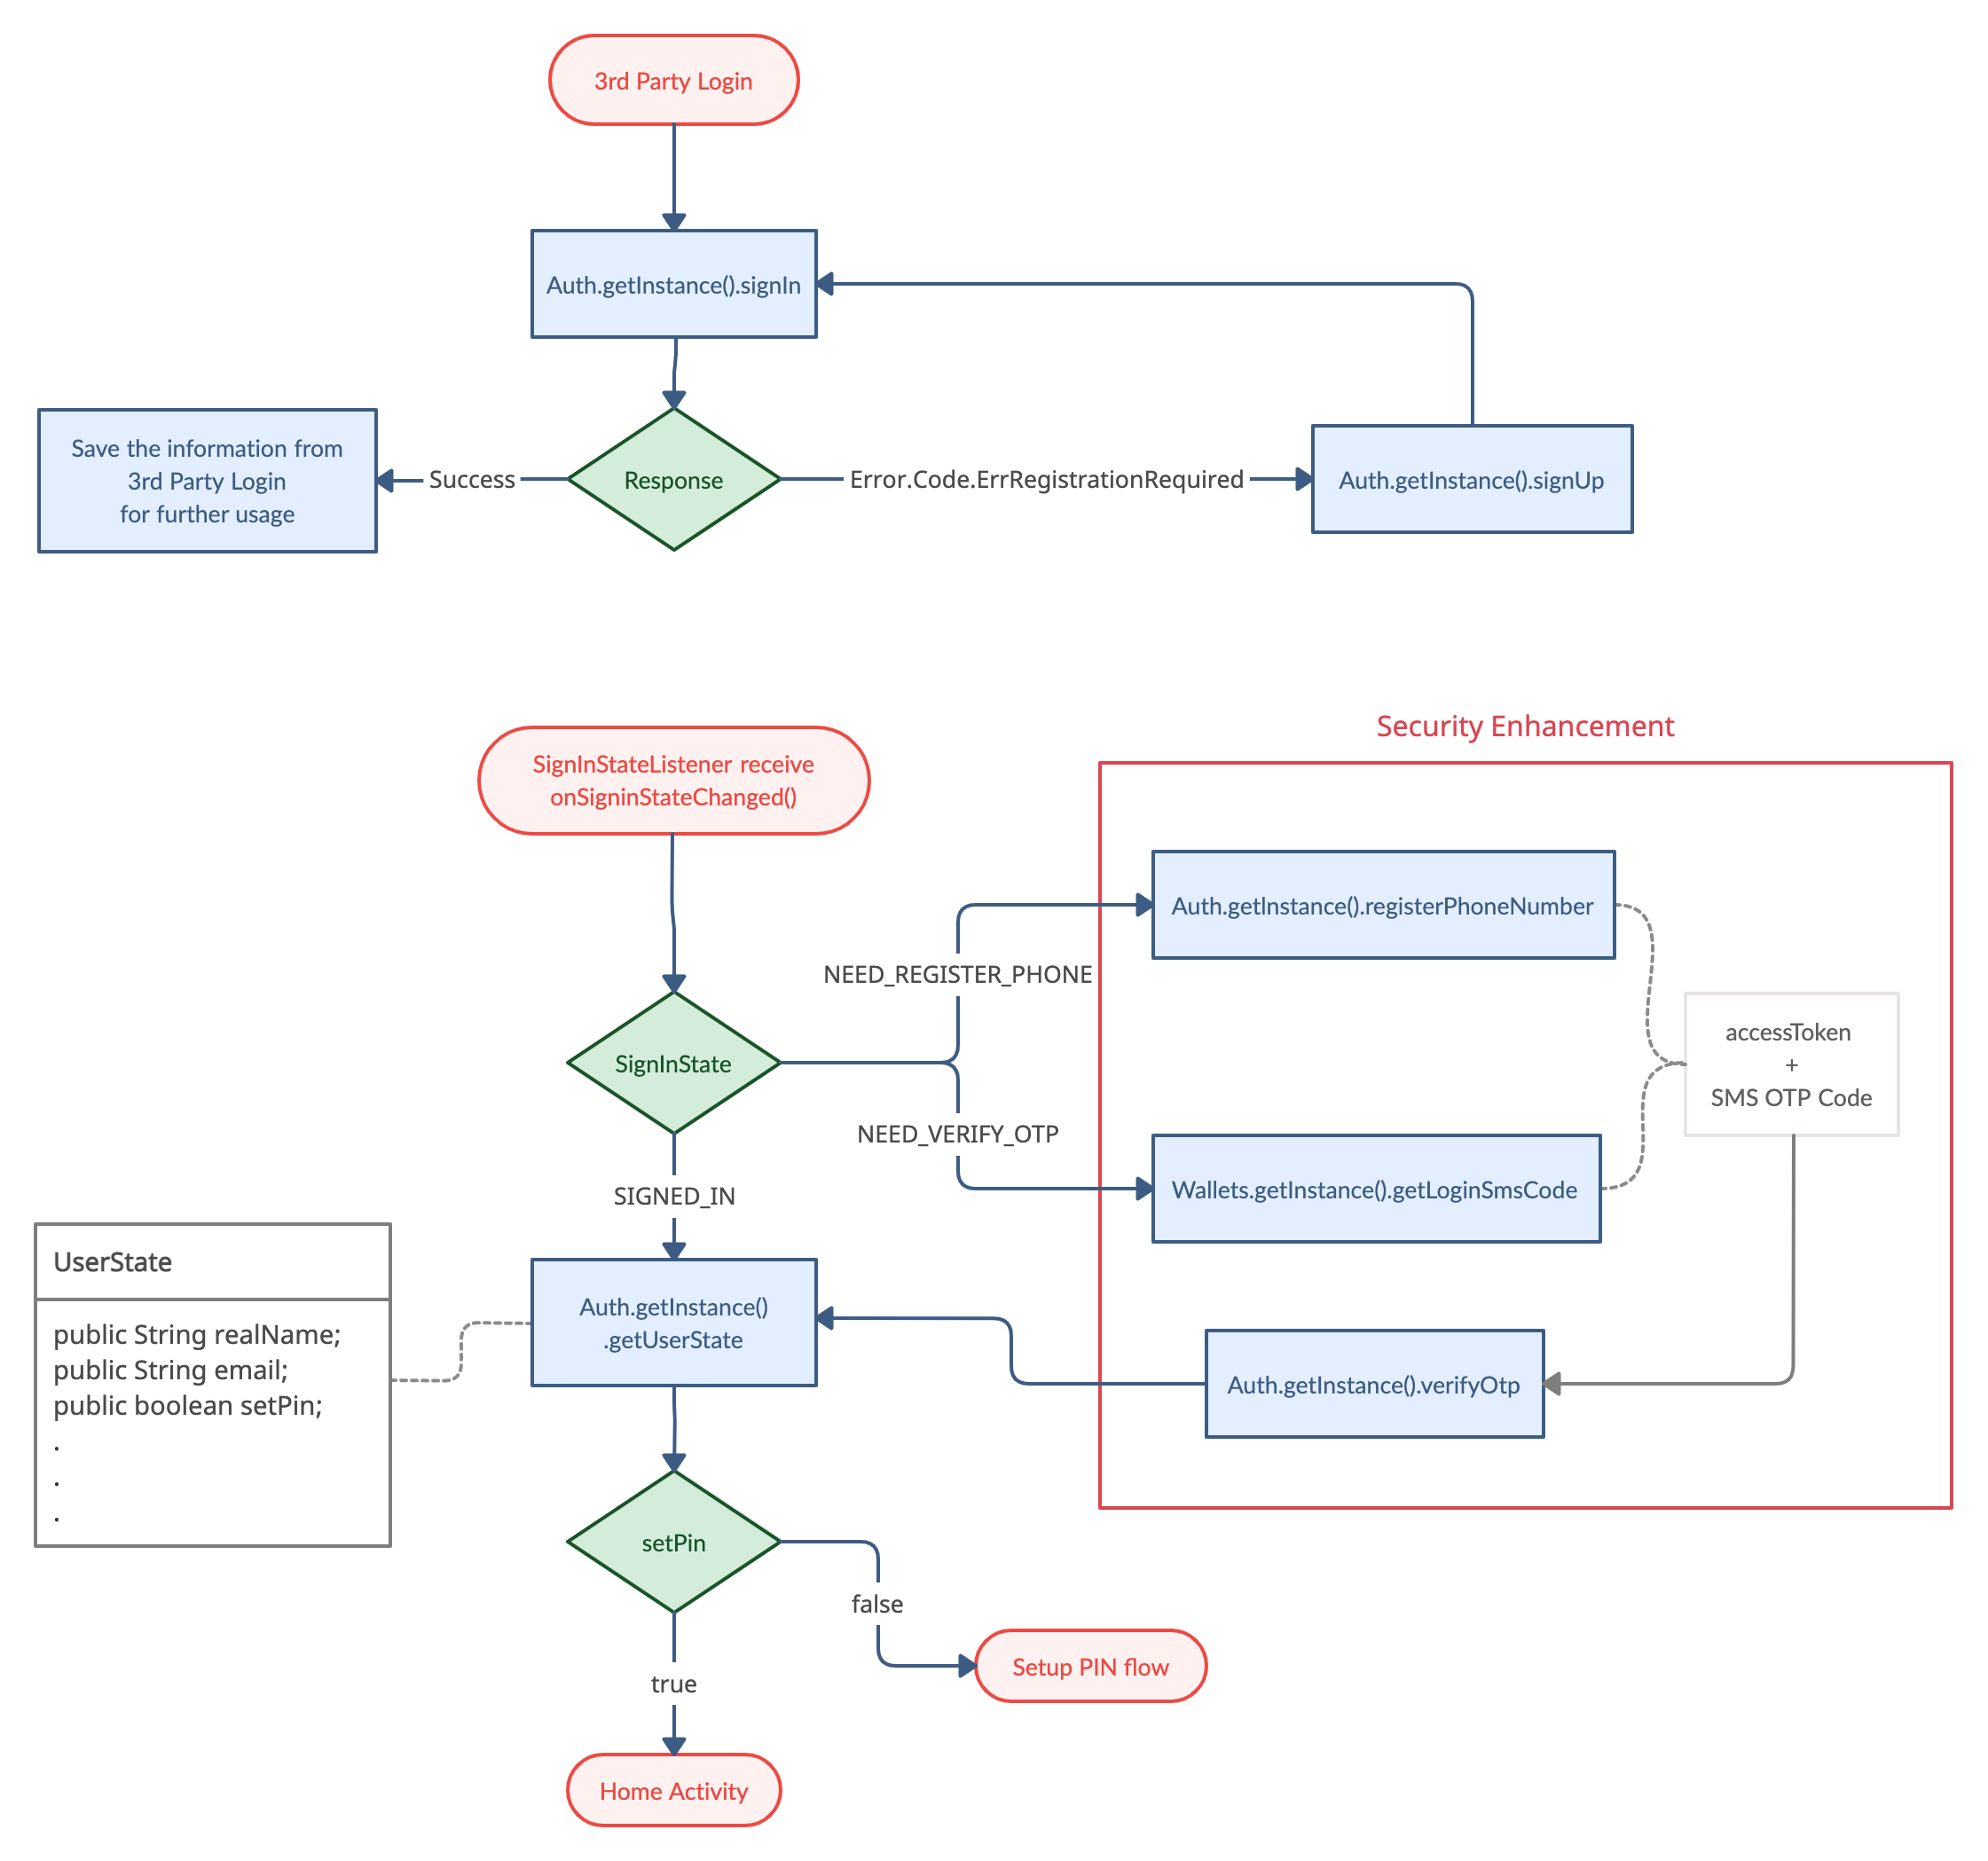 3rd Party Login
Auth.getInstance().signIn
Save the information from
3rd Party Login
for further usage
Success
Response
Error.Code.ErrRegistrationRequired
Auth.getInstance().signUp
SignInStateListener receive
onSigninStateChanged()
Security Enhancement
Auth.getInstance().registerPhoneNumber
NEED_REGISTER_PHONE
SignInState
accessToken
+
SMS OTP Code
NEED_VERIFY_OTP
Wallets.getInstance().getLoginSmsCode
SIGNED_IN
UserState
public String realName;
public String email;
public boolean setPin;
.
.
.
Auth.getInstance()
.getUserState
Auth.getInstance().verifyOtp
setPin
false
Setup PIN flow
true
Home Activity